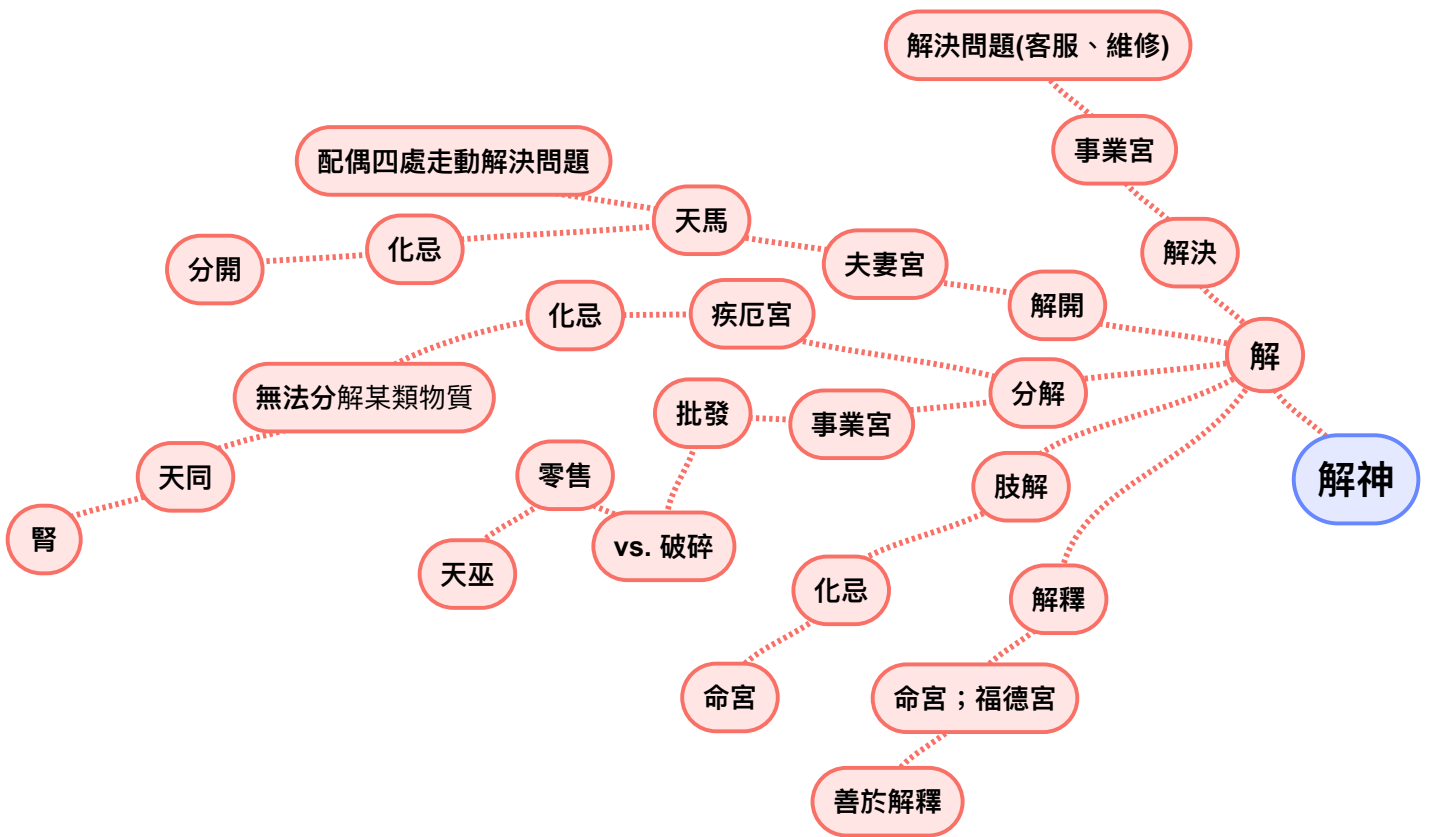 解決問題(客服、維修)
事業宮
解決
配偶四處走動解決問題
天馬
化忌
分開
夫妻宮
解開
疾厄宮
化忌
無法分解某類物質
天同
腎
解
分解
事業宮
批發
vs. 破碎
零售
天巫
解神
肢解
化忌
命宮
解釋
命宮；福德宮
善於解釋